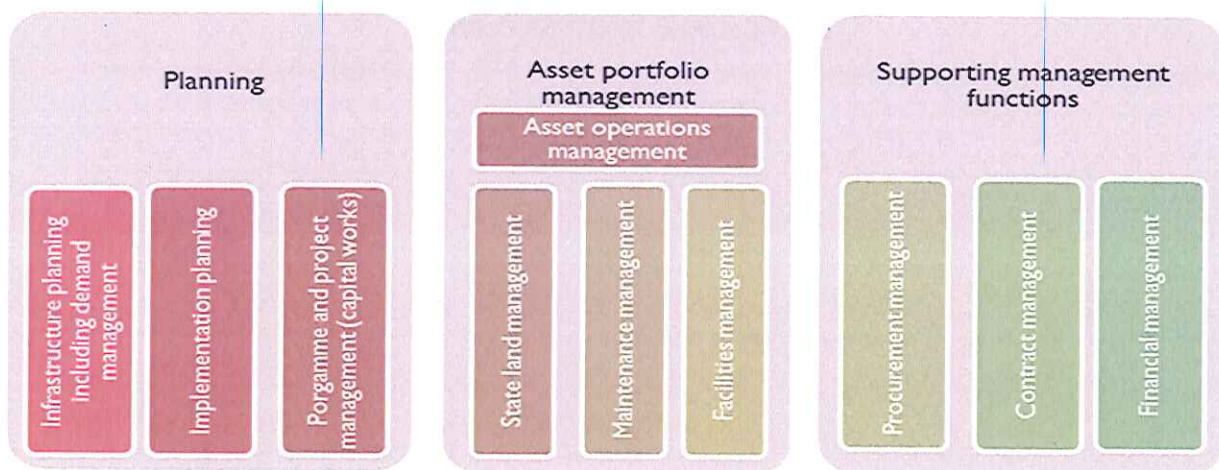 Planning
Infrastructure planning
including demand
management
Implementation planning
Porgamme and project
management (capital works)
Asset portfolio
management
Asset operations
management
State land management
Maintenance management
Facilities management
Supporting management
functions
Procurement management
Contract management
Financial management